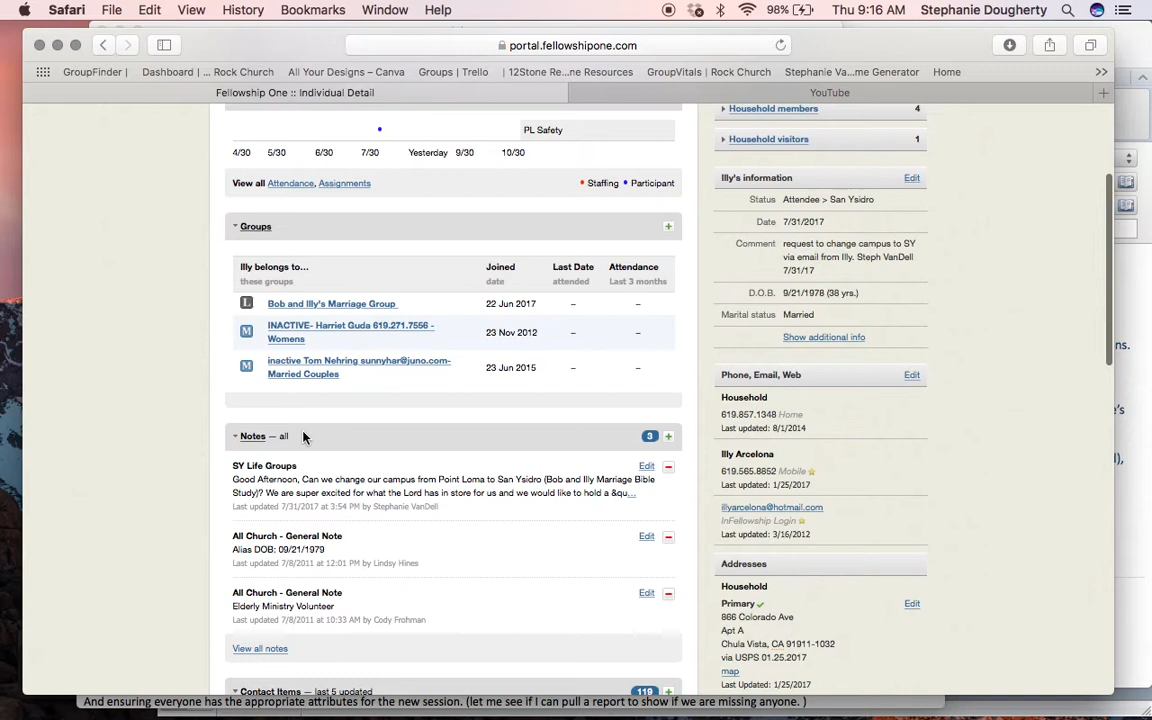 Safari File Edit View History Bookmarks Window Help 98% Thu 9:16 AM Stephanie Dougherty
portal.fellowshipone.com
GroupFinder | Dashboard | ... Rock Church All Your Designs – Canva Groups | Trello | 12Stone Re...ne Resources GroupVitals | Rock Church Stephanie Va...me Generator Home >>
Fellowship One :: Individual Detail YouTube +
PL Safety
4/30 5/30 6/30 7/30 Yesterday 9/30 10/30
View all Attendance, Assignments Staffing Participant
Groups
Illy belongs to... Joined Last Date Attendance
these groups date attended Last 3 months
L Bob and Illy's Marriage Group 22 Jun 2017 – –
M INACTIVE- Harriet Guda 619.271.7556 - 23 Nov 2012 – –
Womens
M inactive Tom Nehring sunnyhar@juno.com- 23 Jun 2015 – –
Married Couples
Notes — all 3
SY Life Groups Edit
Good Afternoon, Can we change our campus from Point Loma to San Ysidro (Bob and Illy Marriage Bible
Study)? We are super excited for what the Lord has in store for us and we would like to hold a &qu...
Last updated 7/31/2017 at 3:54 PM by Stephanie VanDell
All Church - General Note Edit
Alias DOB: 09/21/1979
Last updated 7/8/2011 at 12:01 PM by Lindsy Hines
All Church - General Note Edit
Elderly Ministry Volunteer
Last updated 7/8/2011 at 10:33 AM by Cody Frohman
View all notes
Contact Items — last 5 updated 119
Household members 4
Household visitors 1
Illy's information Edit
Status Attendee > San Ysidro
Date 7/31/2017
Comment request to change campus to SY
via email from Illy. Steph VanDell
7/31/17
D.O.B. 9/21/1978 (38 yrs.)
Marital status Married
Show additional info
Phone, Email, Web Edit
Household
619.857.1348 Home
Last updated: 8/1/2014
Illy Arcelona
619.565.8852 Mobile
Last updated: 1/25/2017
illyarcelona@hotmail.com
InFellowship Login
Last updated: 3/16/2012
Addresses
Household
Primary Edit
866 Colorado Ave
Apt A
Chula Vista, CA 91911-1032
via USPS 01.25.2017
map
Last Updated: 1/25/2017
And ensuring everyone has the appropriate attributes for the new session. (let me see if I can pull a report to show if we are missing anyone. )